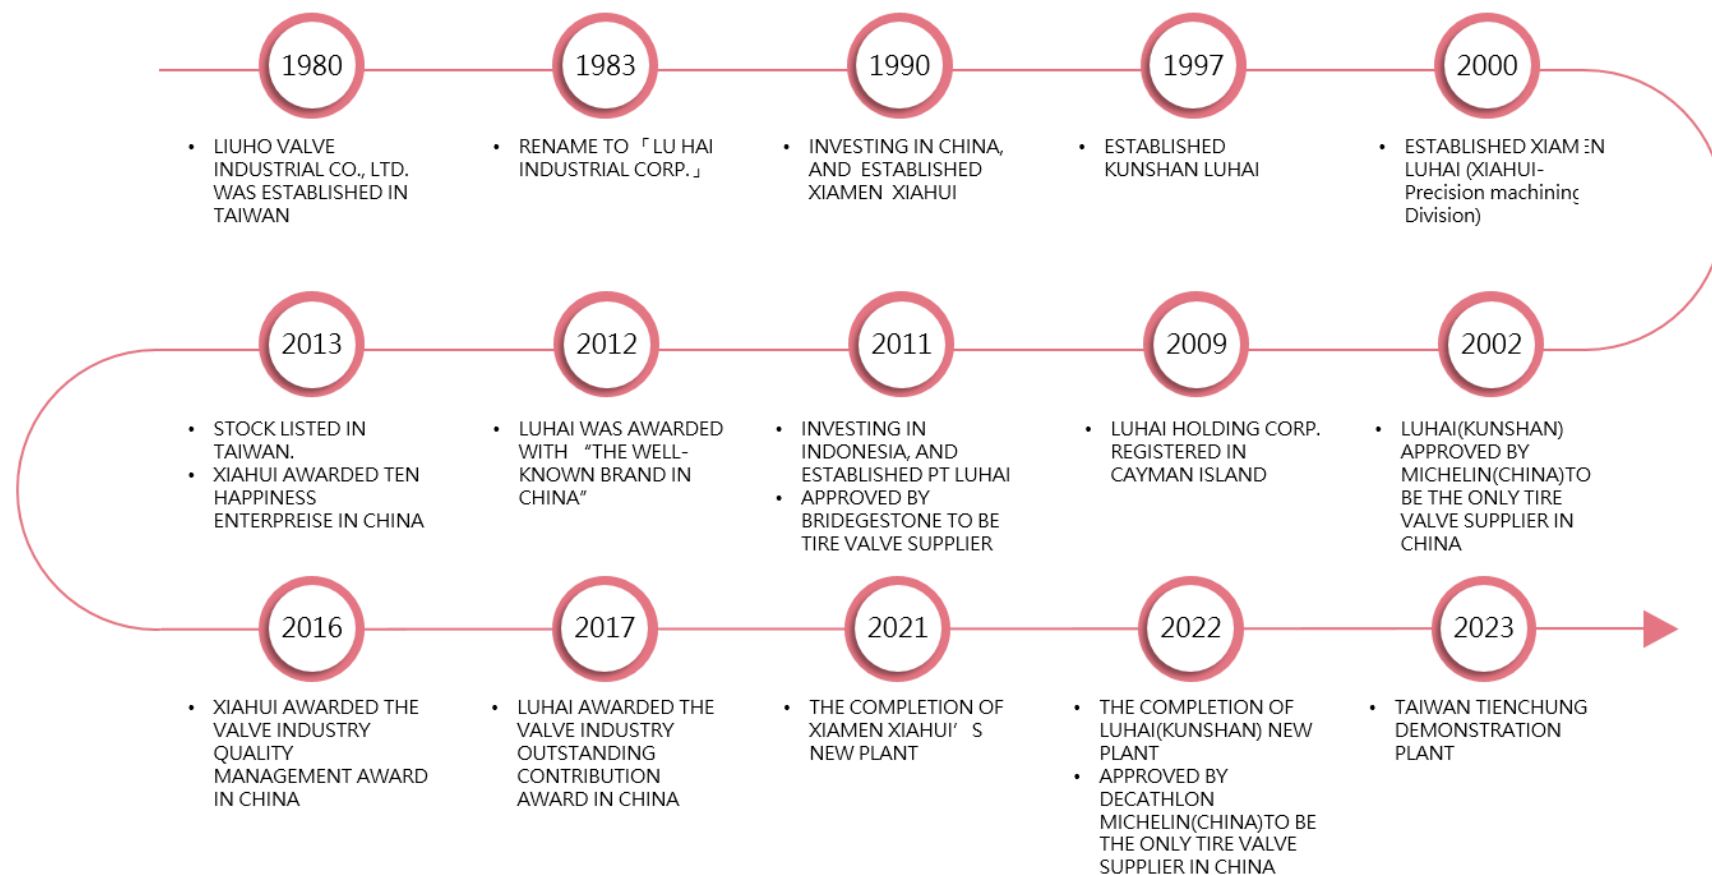 1980
• LIUHO VALVE
INDUSTRIAL CO., LTD.
WAS ESTABLISHED IN
TAIWAN
1983
• RENAME TO「LU HAI
INDUSTRIAL CORP.」
1990
• INVESTING IN CHINA,
AND ESTABLISHED
XIAMEN XIAHUI
1997
• ESTABLISHED
KUNSHAN LUHAI
2000
• ESTABLISHED XIAMEN
LUHAI (XIAHUI-
Precision machining
Division)
2002
• LUHAI(KUNSHAN)
APPROVED BY
MICHELIN(CHINA)TO
BE THE ONLY TIRE
VALVE SUPPLIER IN
CHINA
2009
• LUHAI HOLDING CORP.
REGISTERED IN
CAYMAN ISLAND
2011
• INVESTING IN
INDONESIA, AND
ESTABLISHED PT LUHAI
• APPROVED BY
BRIDEGESTONE TO BE
TIRE VALVE SUPPLIER
2012
• LUHAI WAS AWARDED
WITH “THE WELL-
KNOWN BRAND IN
CHINA”
2013
• STOCK LISTED IN
TAIWAN.
• XIAHUI AWARDED TEN
HAPPINESS
ENTERPREISE IN CHINA
2016
• XIAHUI AWARDED THE
VALVE INDUSTRY
QUALITY
MANAGEMENT AWARD
IN CHINA
2017
• LUHAI AWARDED THE
VALVE INDUSTRY
OUTSTANDING
CONTRIBUTION
AWARD IN CHINA
2021
• THE COMPLETION OF
XIAMEN XIAHUI’S
NEW PLANT
2022
• THE COMPLETION OF
LUHAI(KUNSHAN) NEW
PLANT
• APPROVED BY
DECATHLON
MICHELIN(CHINA)TO BE
THE ONLY TIRE VALVE
SUPPLIER IN CHINA
2023
• TAIWAN TIENCHUNG
DEMONSTRATION
PLANT